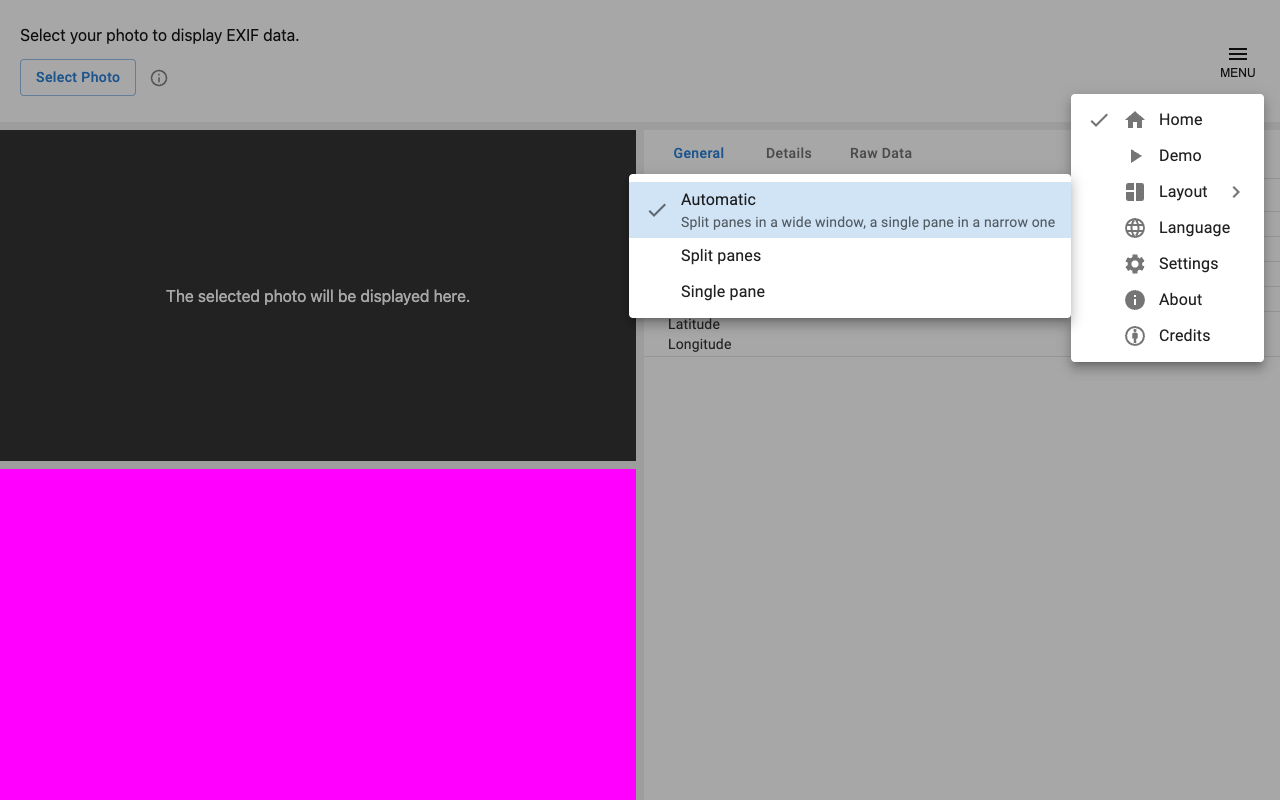 Select your photo to display EXIF data.
Select Photo
MENU
Home
Demo
Layout
Language
Settings
About
Credits
General Details Raw Data
Automatic
Split panes in a wide window, a single pane in a narrow one
Split panes
Single pane
Latitude
Longitude
The selected photo will be displayed here.